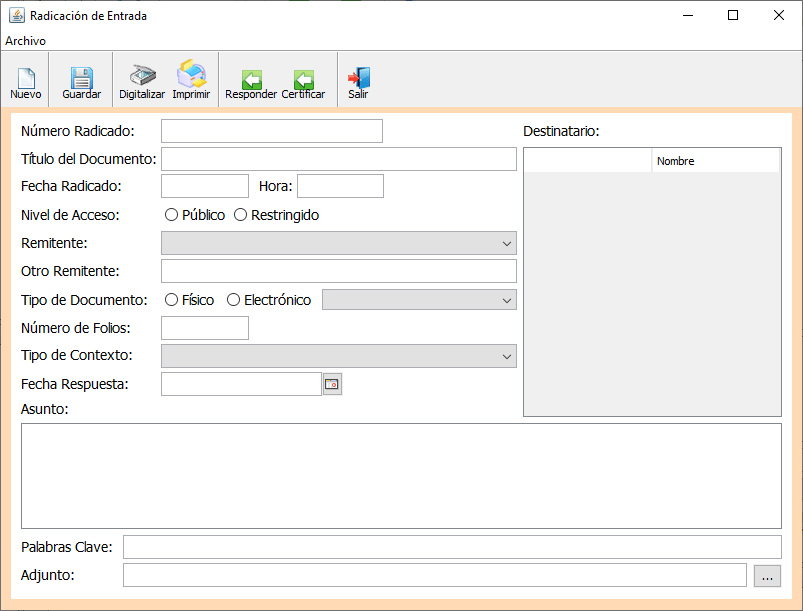 Radicación de Entrada
Archivo
Nuevo Guardar Digitalizar Imprimir Responder Certificar Salir
Número Radicado:
Destinatario:
Título del Documento:
Nombre
Fecha Radicado: Hora:
Nivel de Acceso: Público Restringido
Remitente:
Otro Remitente:
Tipo de Documento: Físico Electrónico
Número de Folios:
Tipo de Contexto:
Fecha Respuesta:
Asunto:
Palabras Clave:
Adjunto: ...